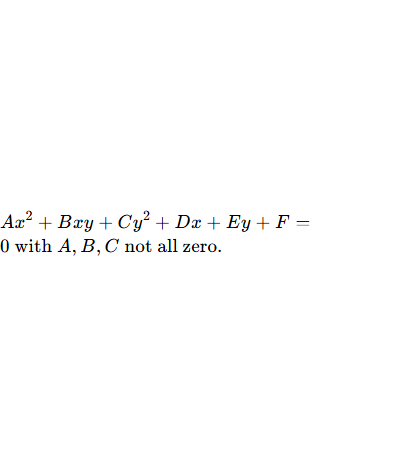 Ax² + Bxy + Cy² + Dx + Ey + F =
0 with A, B, C not all zero.